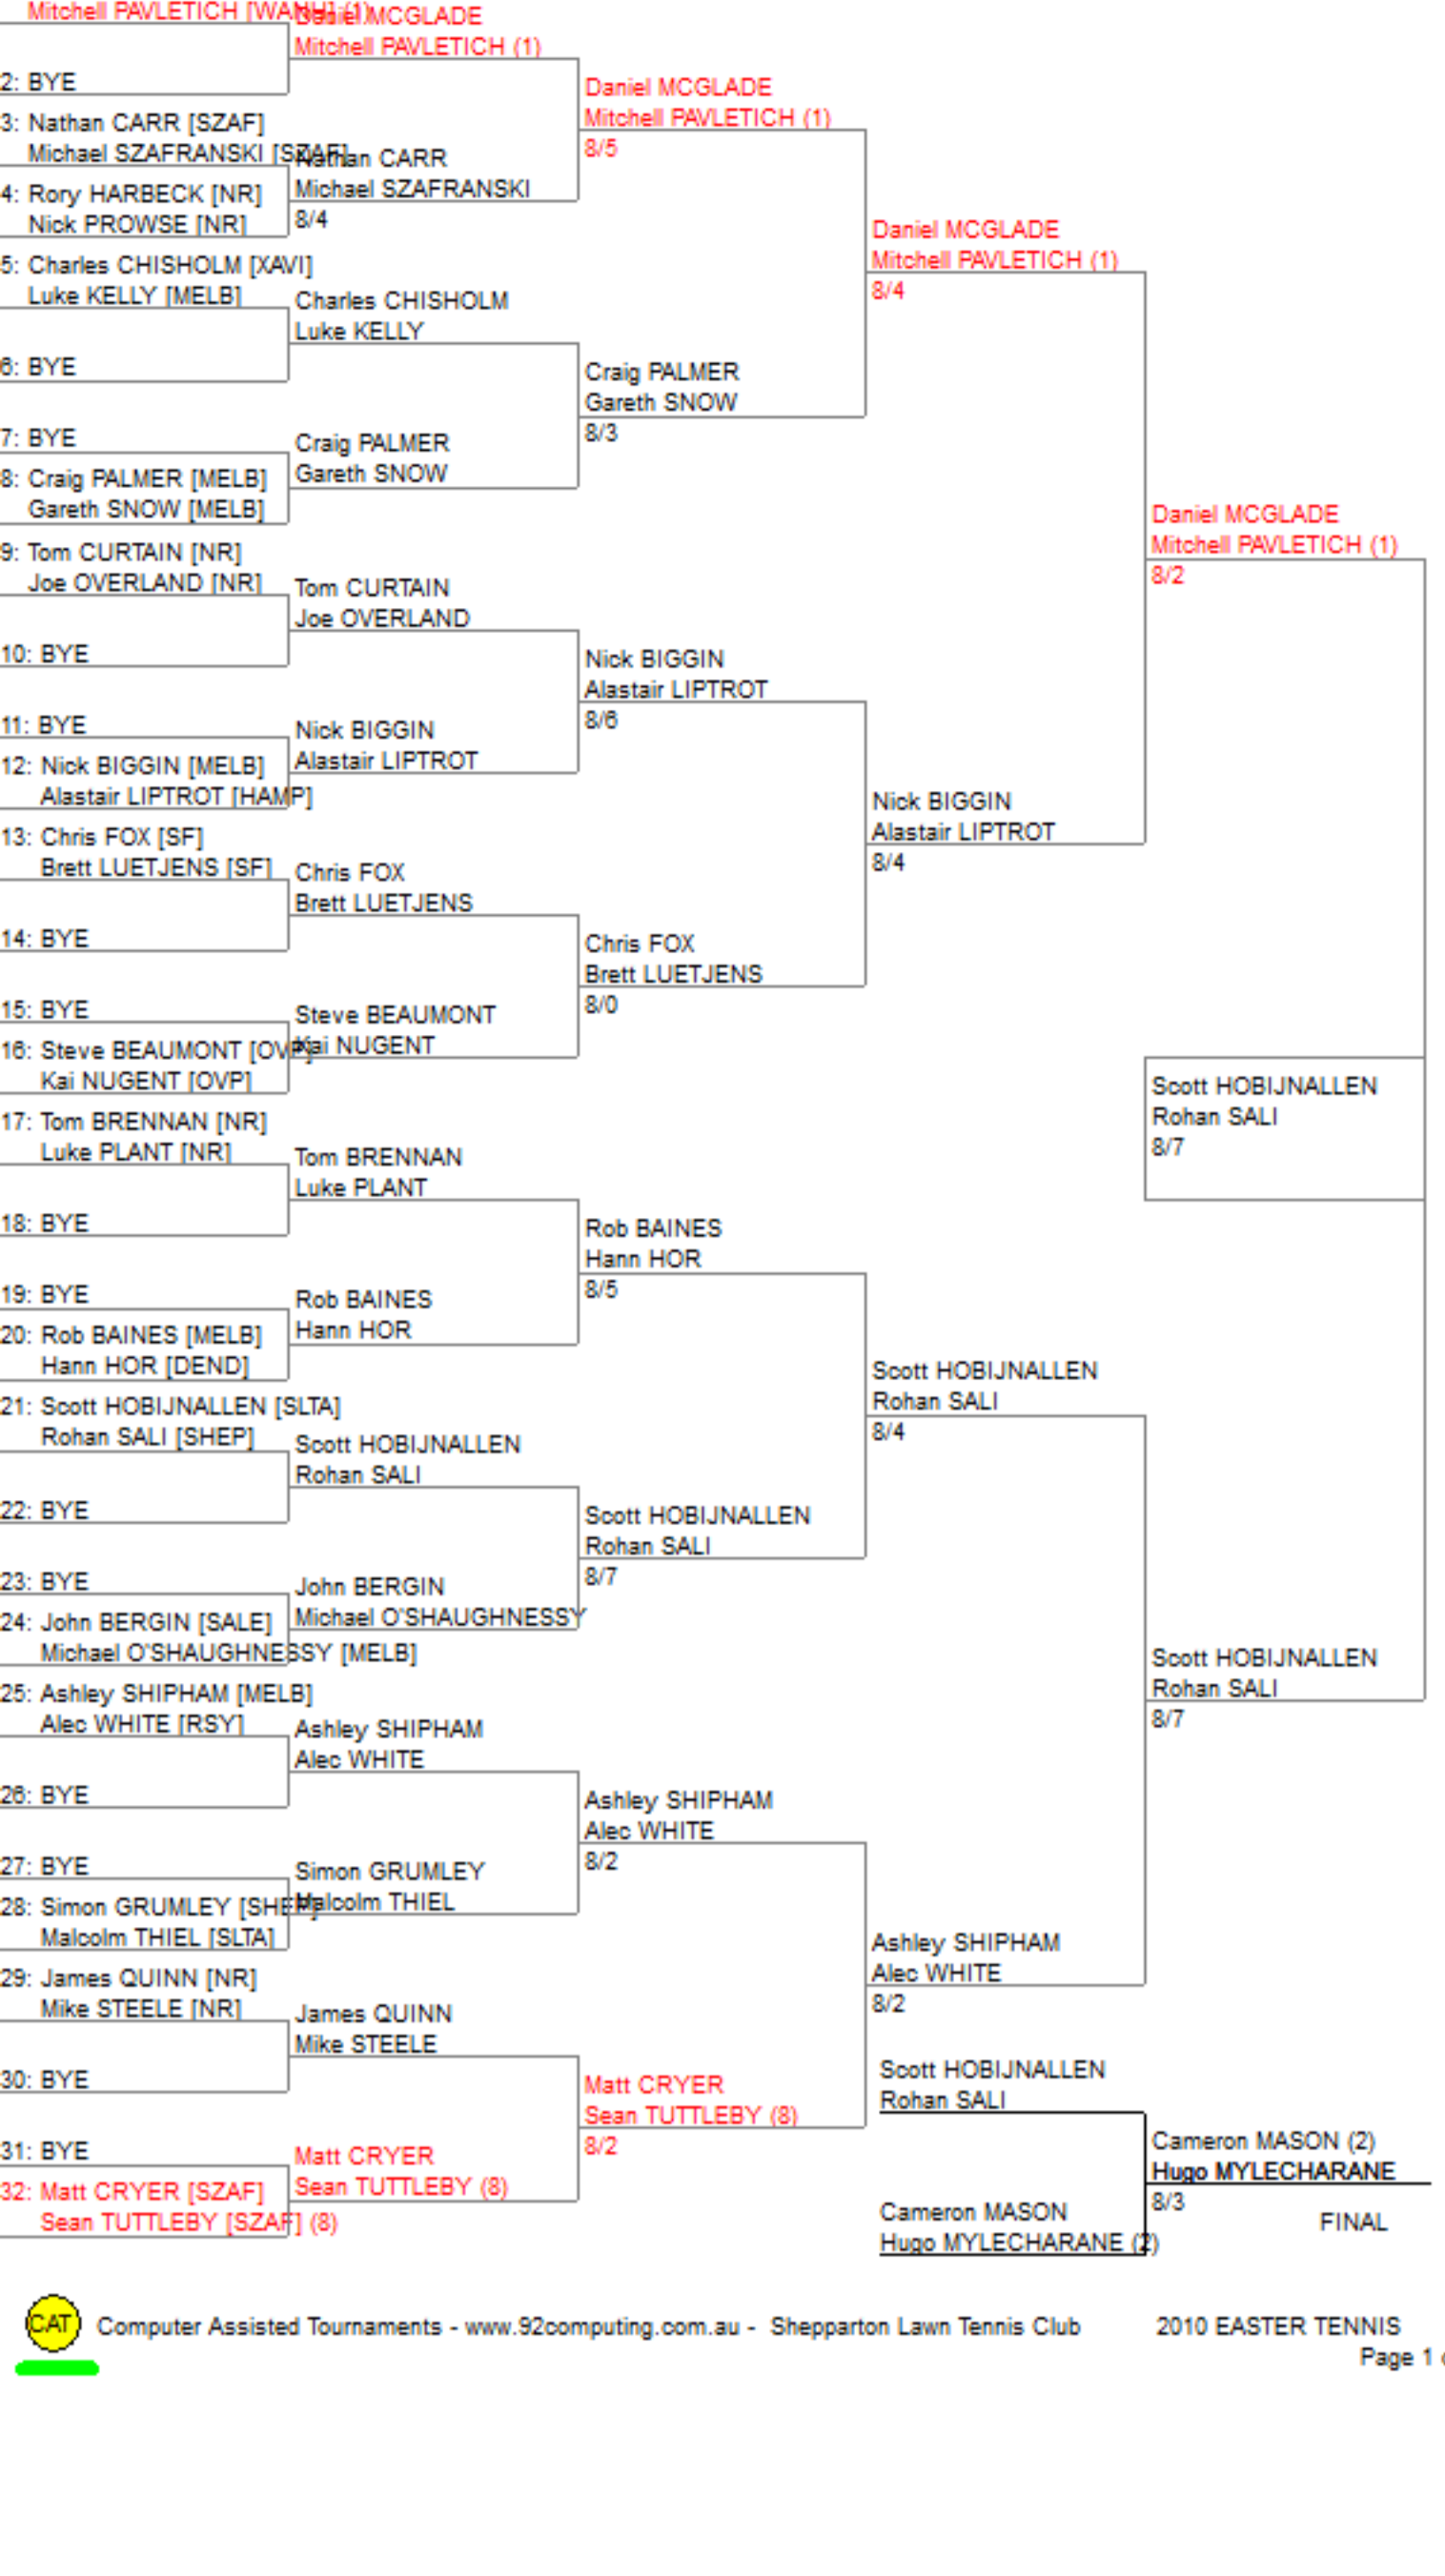 Mitchell PAVLETICH [WANH] (1)
2: BYE
3: Nathan CARR [SZAF]
Michael SZAFRANSKI [SZAF]
4: Rory HARBECK [NR]
Nick PROWSE [NR]
5: Charles CHISHOLM [XAVI]
Luke KELLY [MELB]
6: BYE
7: BYE
8: Craig PALMER [MELB]
Gareth SNOW [MELB]
9: Tom CURTAIN [NR]
Joe OVERLAND [NR]
10: BYE
11: BYE
12: Nick BIGGIN [MELB]
Alastair LIPTROT [HAMP]
13: Chris FOX [SF]
Brett LUETJENS [SF]
14: BYE
15: BYE
16: Steve BEAUMONT [OVP]
Kai NUGENT [OVP]
17: Tom BRENNAN [NR]
Luke PLANT [NR]
18: BYE
19: BYE
20: Rob BAINES [MELB]
Hann HOR [DEND]
21: Scott HOBIJNALLEN [SLTA]
Rohan SALI [SHEP]
22: BYE
23: BYE
24: John BERGIN [SALE]
Michael O'SHAUGHNESSY [MELB]
25: Ashley SHIPHAM [MELB]
Alec WHITE [RSY]
26: BYE
27: BYE
28: Simon GRUMLEY [SHEP]
Malcolm THIEL [SLTA]
29: James QUINN [NR]
Mike STEELE [NR]
30: BYE
31: BYE
32: Matt CRYER [SZAF]
Sean TUTTLEBY [SZAF] (8)
Daniel MCGLADE
Mitchell PAVLETICH (1)
Nathan CARR
Michael SZAFRANSKI
8/4
Charles CHISHOLM
Luke KELLY
Craig PALMER
Gareth SNOW
Tom CURTAIN
Joe OVERLAND
Nick BIGGIN
Alastair LIPTROT
Chris FOX
Brett LUETJENS
Steve BEAUMONT
Kai NUGENT
Tom BRENNAN
Luke PLANT
Rob BAINES
Hann HOR
Scott HOBIJNALLEN
Rohan SALI
John BERGIN
Michael O'SHAUGHNESSY
Ashley SHIPHAM
Alec WHITE
Simon GRUMLEY
Malcolm THIEL
James QUINN
Mike STEELE
Matt CRYER
Sean TUTTLEBY (8)
Daniel MCGLADE
Mitchell PAVLETICH (1)
8/5
Craig PALMER
Gareth SNOW
8/3
Nick BIGGIN
Alastair LIPTROT
8/6
Chris FOX
Brett LUETJENS
8/0
Rob BAINES
Hann HOR
8/5
Scott HOBIJNALLEN
Rohan SALI
8/7
Ashley SHIPHAM
Alec WHITE
8/2
Matt CRYER
Sean TUTTLEBY (8)
8/2
Daniel MCGLADE
Mitchell PAVLETICH (1)
8/4
Nick BIGGIN
Alastair LIPTROT
8/4
Scott HOBIJNALLEN
Rohan SALI
8/4
Ashley SHIPHAM
Alec WHITE
8/2
Daniel MCGLADE
Mitchell PAVLETICH (1)
8/2
Scott HOBIJNALLEN
Rohan SALI
8/7
Scott HOBIJNALLEN
Rohan SALI
8/7
Scott HOBIJNALLEN
Rohan SALI
Cameron MASON
Hugo MYLECHARANE (2)
Cameron MASON (2)
Hugo MYLECHARANE
8/3
FINAL
CAT
Computer Assisted Tournaments - www.92computing.com.au - Shepparton Lawn Tennis Club
2010 EASTER TENNIS
Page 1